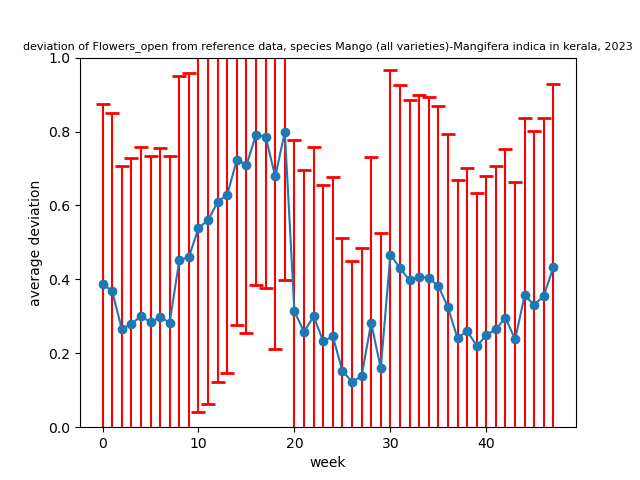 deviation of Flowers_open from reference data, species Mango (all varieties)-Mangifera indica in kerala, 2023
1.0
0.8
0.6
0.4
0.2
0.0
average deviation
0 10 20 30 40
week